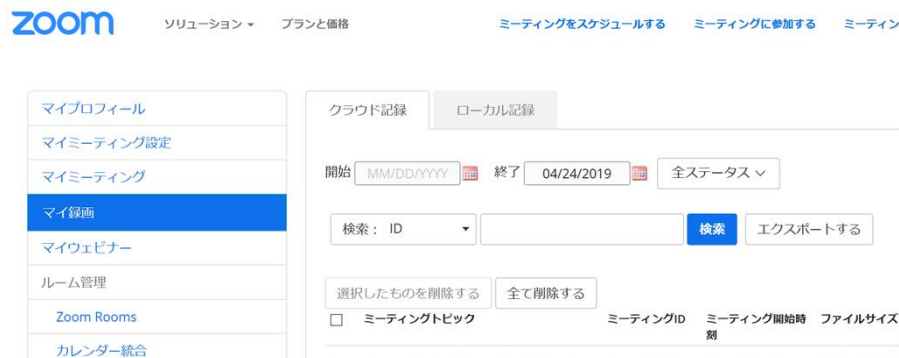 zoom ソリューション プランと価格 ミーティングをスケジュールする ミーティングに参加する ミーティン
クラウド記録 ローカル記録
マイプロフィール
マイミーティング設定
マイミーティング
マイ録画
マイウェビナー
ルーム管理
Zoom Rooms
カレンダー統合
開始 MM/DD/YYYY 終了 04/24/2019 全ステータス
検索： ID 検索 エクスポートする
選択したものを削除する 全て削除する
ミーティングトピック ミーティングID ミーティング開始時 ファイルサイズ
刻